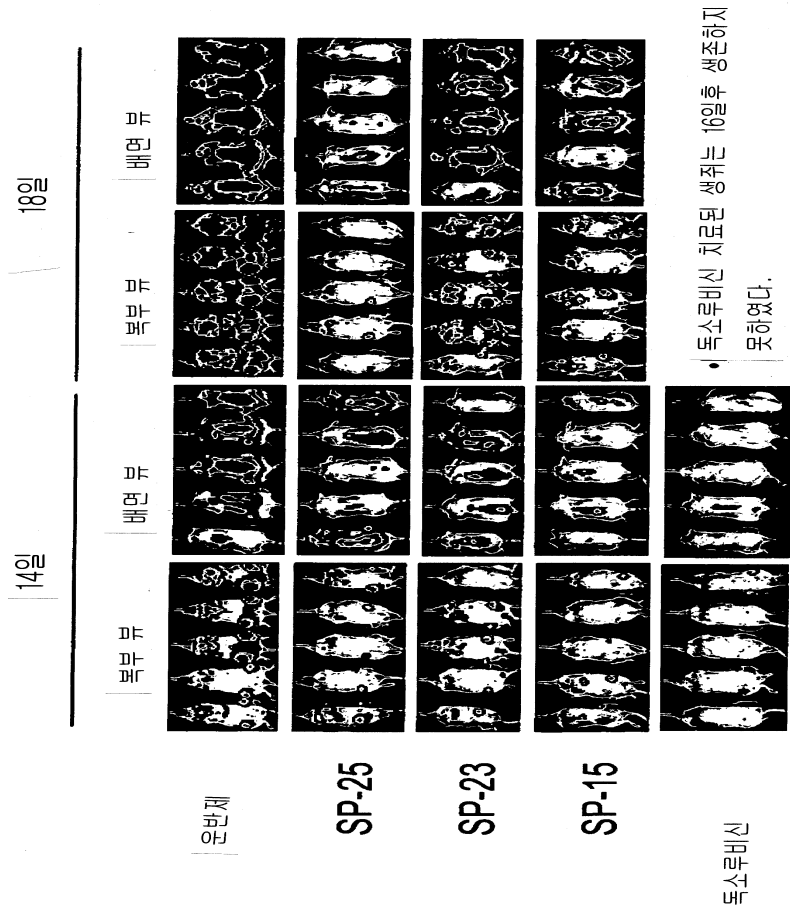 14일
18일
복부 뷰
배면 뷰
복부 뷰
배면 뷰
운반제
SP-25
SP-23
SP-15
독소루비신
• 독소루비신 치료된 생쥐는 16일후 생존하지
못하였다.